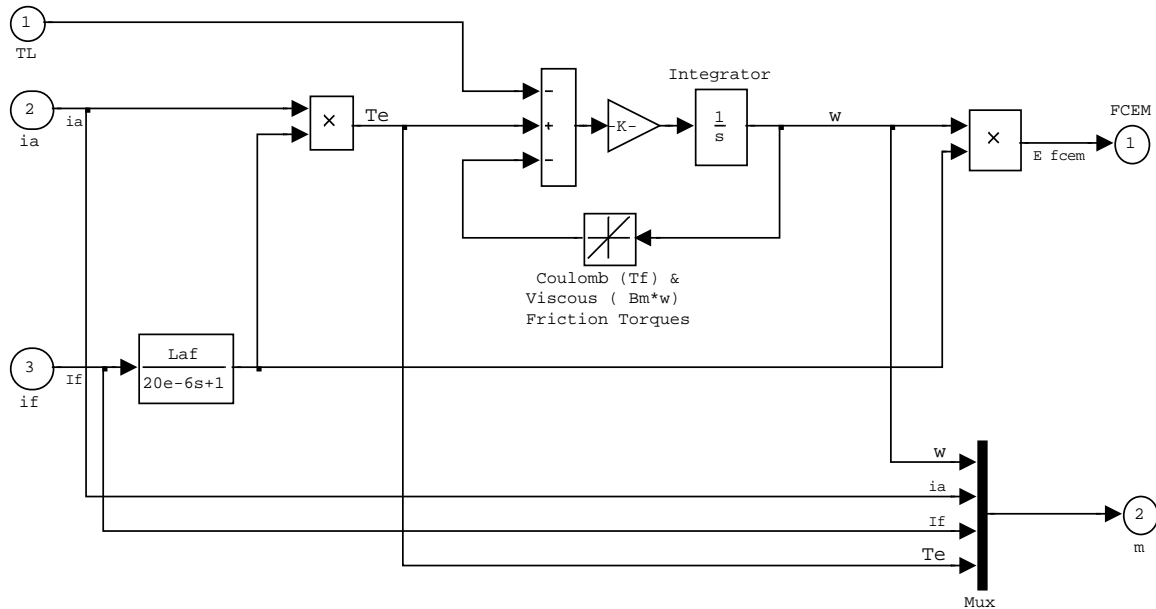 1
TL
2
ia
ia
×
Te
−
+
−
-K-
Integrator
1
s
w
×
FCEM
1
E fcem
Coulomb (Tf) &
Viscous ( Bm*w)
Friction Torques
3
if
If
Laf
20e-6s+1
w
ia
If
Te
Mux
2
m